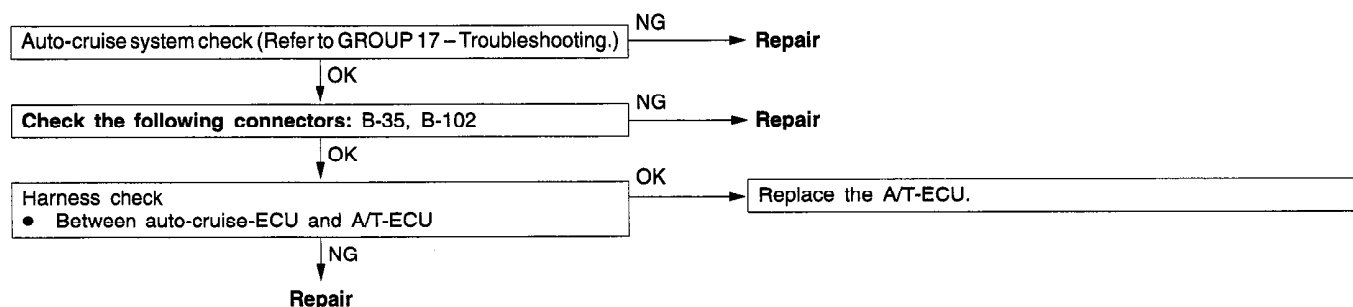 Auto-cruise system check (Refer to GROUP 17 – Troubleshooting.)
NG
Repair
OK
Check the following connectors: B-35, B-102
NG
Repair
OK
Harness check
● Between auto-cruise-ECU and A/T-ECU
OK
Replace the A/T-ECU.
NG
Repair